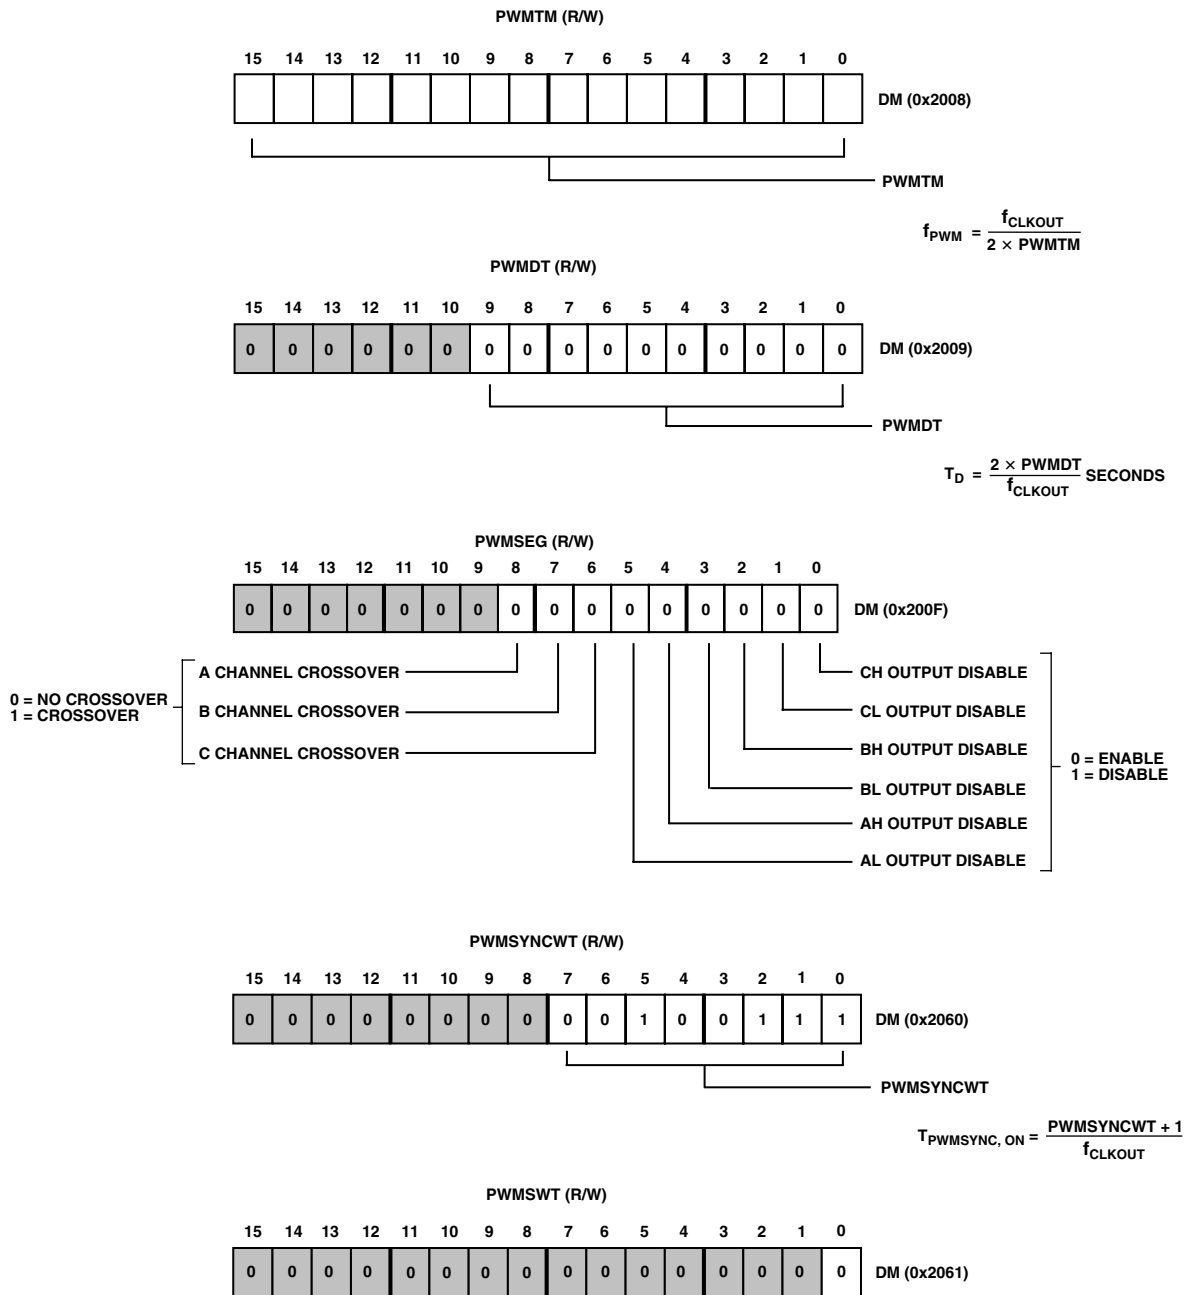 PWMTM (R/W)
15 14 13 12 11 10 9 8 7 6 5 4 3 2 1 0
DM (0x2008)
PWMTM
f_PWM = f_CLKOUT / 2 × PWMTM
PWMDT (R/W)
15 14 13 12 11 10 9 8 7 6 5 4 3 2 1 0
0 0 0 0 0 0 0 0 0 0 0 0 0 0 0 0 DM (0x2009)
PWMDT
T_D = 2 × PWMDT / f_CLKOUT SECONDS
PWMSEG (R/W)
15 14 13 12 11 10 9 8 7 6 5 4 3 2 1 0
0 0 0 0 0 0 0 0 0 0 0 0 0 0 0 0 DM (0x200F)
0 = NO CROSSOVER
1 = CROSSOVER
A CHANNEL CROSSOVER
B CHANNEL CROSSOVER
C CHANNEL CROSSOVER
CH OUTPUT DISABLE
CL OUTPUT DISABLE
BH OUTPUT DISABLE
BL OUTPUT DISABLE
AH OUTPUT DISABLE
AL OUTPUT DISABLE
0 = ENABLE
1 = DISABLE
PWMSYNCWT (R/W)
15 14 13 12 11 10 9 8 7 6 5 4 3 2 1 0
0 0 0 0 0 0 0 0 0 0 1 0 0 1 1 1 DM (0x2060)
PWMSYNCWT
T_PWMSYNC, ON = PWMSYNCWT + 1 / f_CLKOUT
PWMSWT (R/W)
15 14 13 12 11 10 9 8 7 6 5 4 3 2 1 0
0 0 0 0 0 0 0 0 0 0 0 0 0 0 0 0 DM (0x2061)